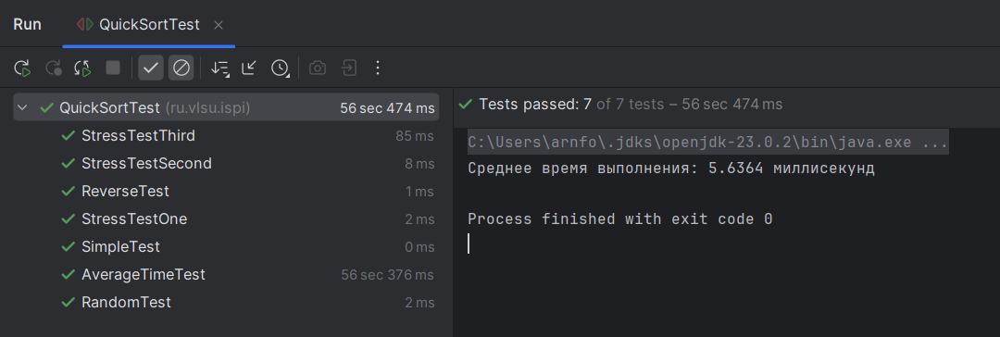 Run QuickSortTest
QuickSortTest (ru.vlsu.ispi) 56 sec 474 ms
StressTestThird 85 ms
StressTestSecond 8 ms
ReverseTest 1 ms
StressTestOne 2 ms
SimpleTest 0 ms
AverageTimeTest 56 sec 376 ms
RandomTest 2 ms
Tests passed: 7 of 7 tests – 56 sec 474 ms
C:\Users\arnfo\.jdks\openjdk-23.0.2\bin\java.exe ...
Среднее время выполнения: 5.6364 миллисекунд
Process finished with exit code 0